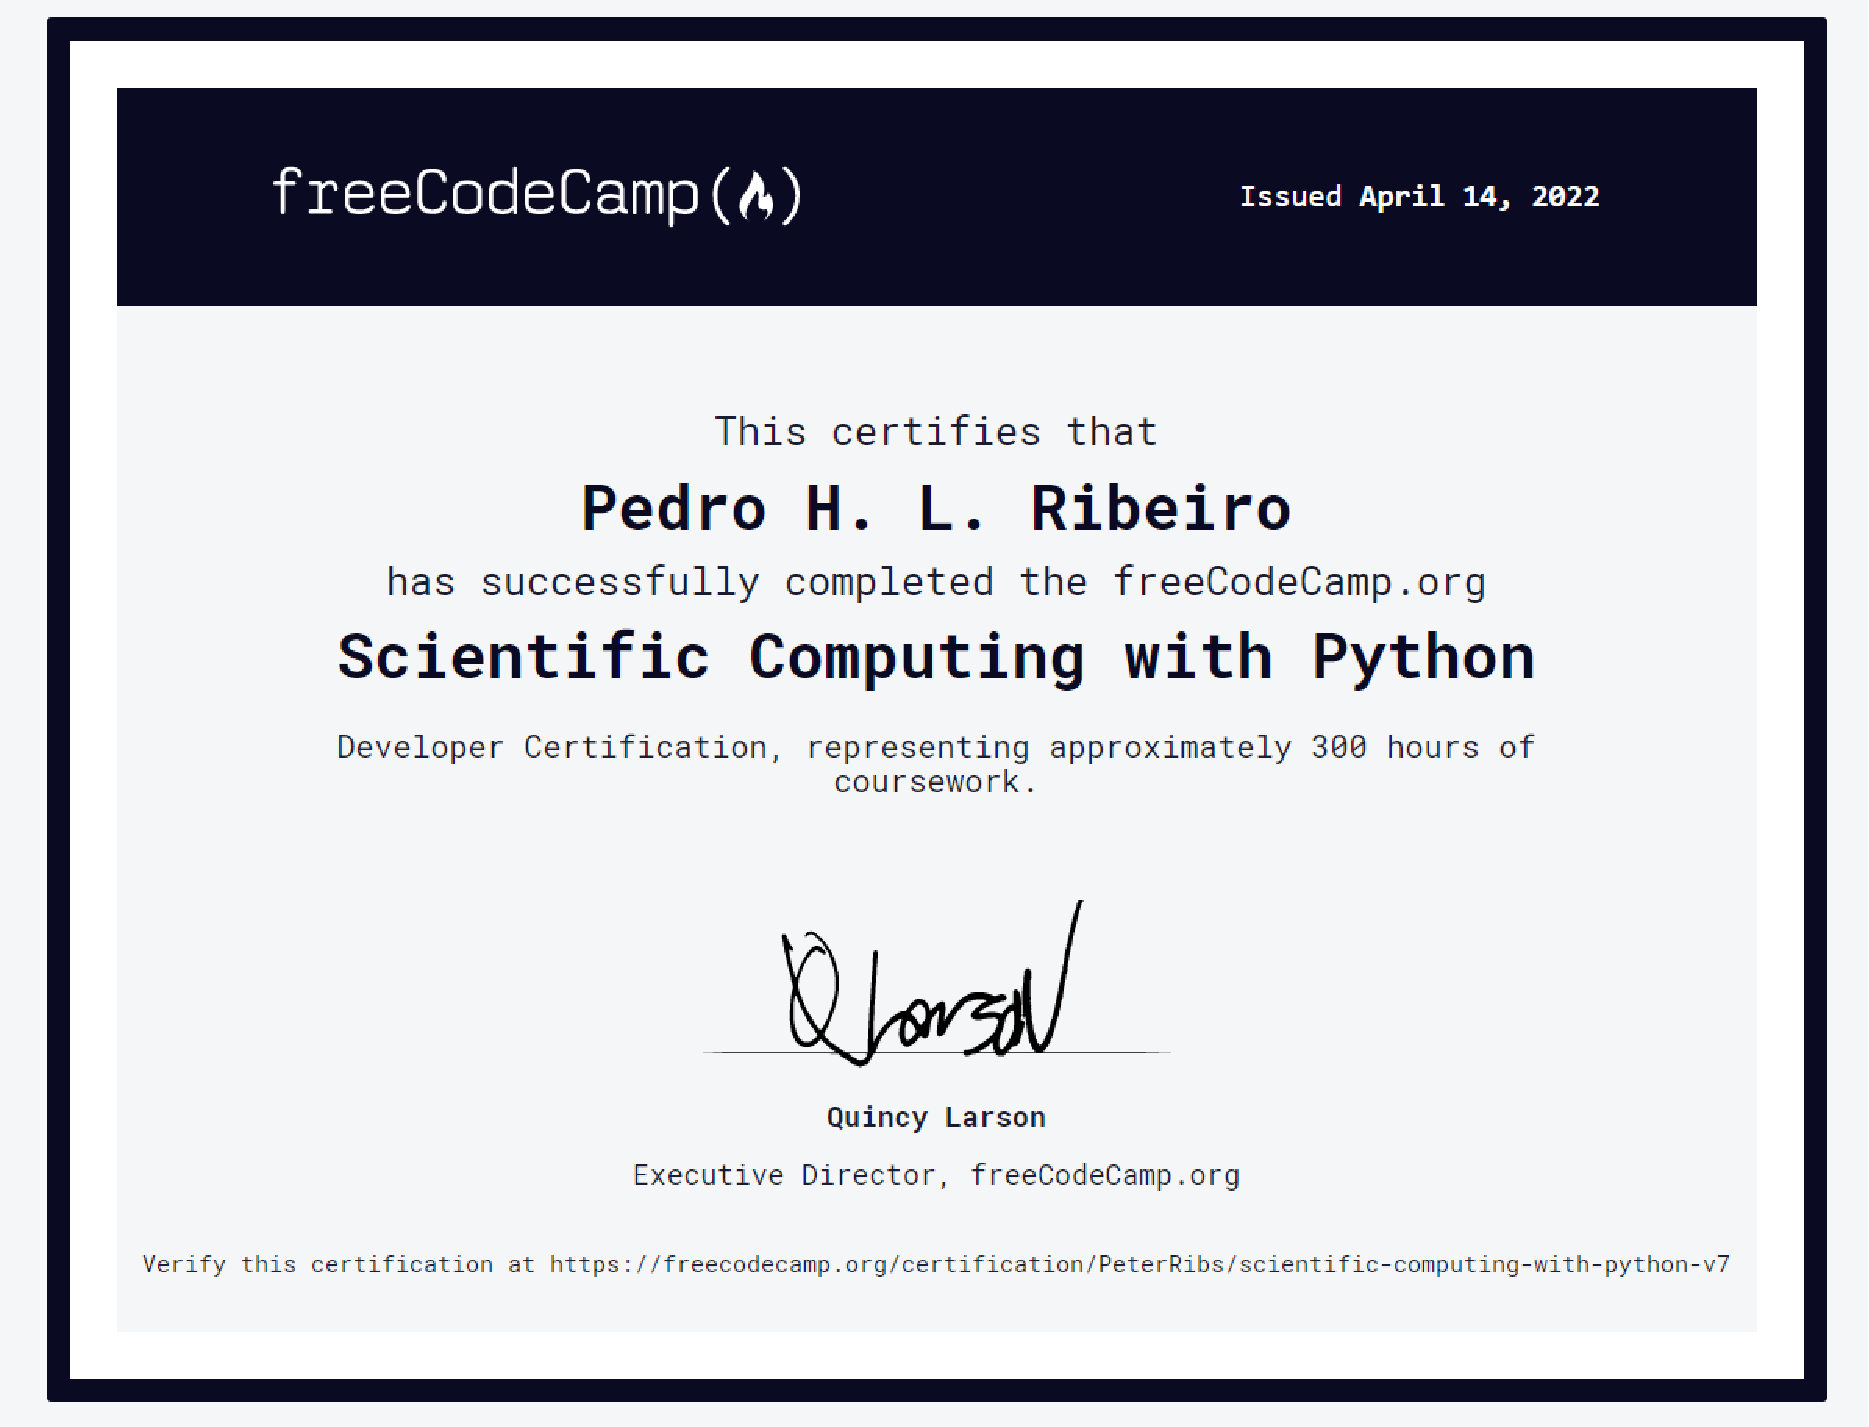 freeCodeCamp(🔥)
Issued April 14, 2022
This certifies that
Pedro H. L. Ribeiro
has successfully completed the freeCodeCamp.org
Scientific Computing with Python
Developer Certification, representing approximately 300 hours of
coursework.
Q Larson
Quincy Larson
Executive Director, freeCodeCamp.org
Verify this certification at https://freecodecamp.org/certification/PeterRibs/scientific-computing-with-python-v7